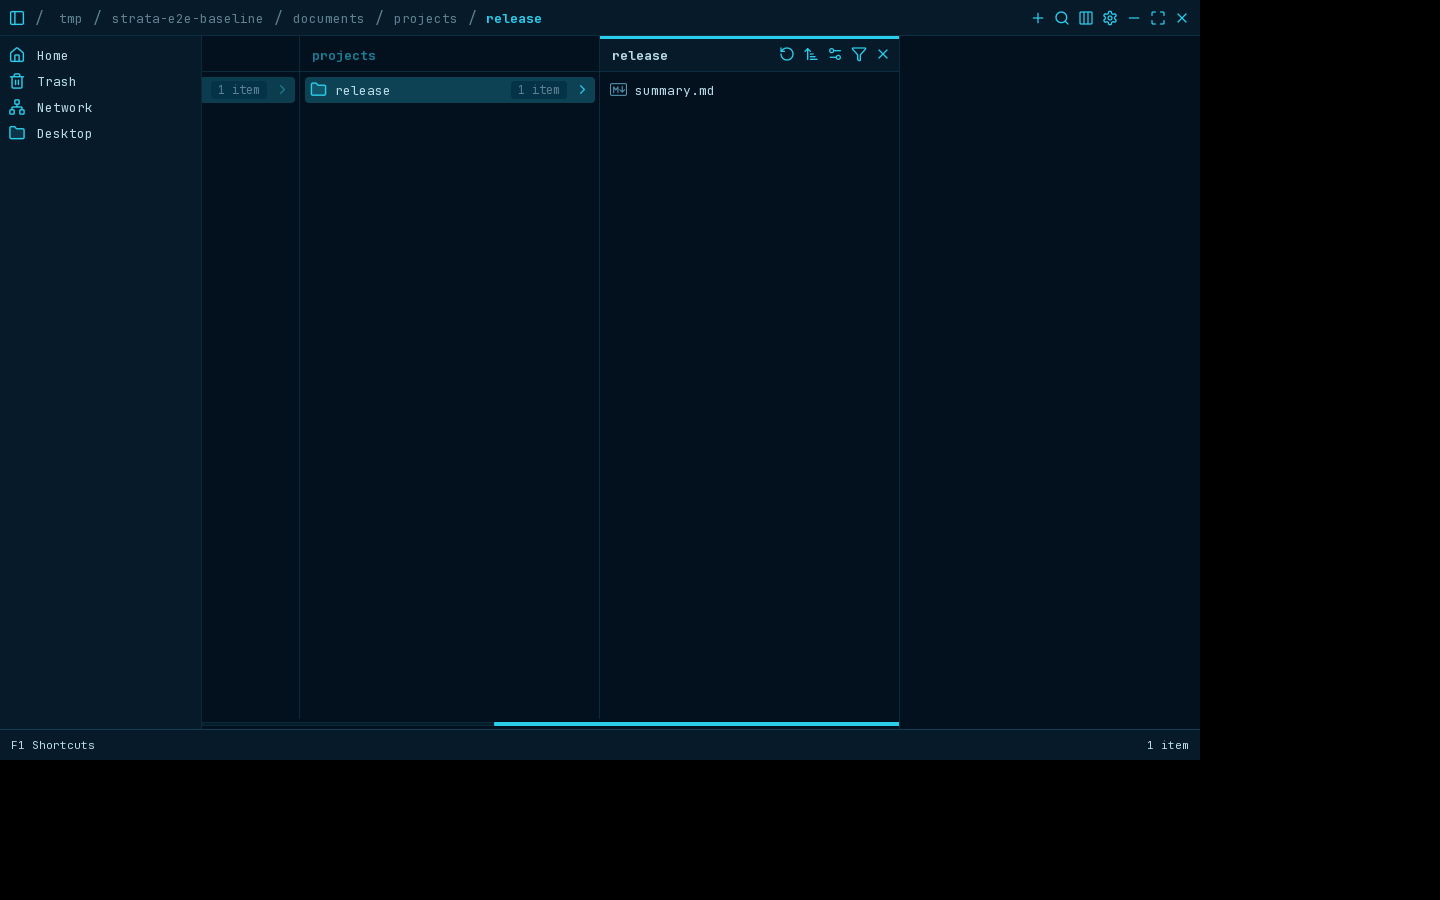 / tmp / strata-e2e-baseline / documents / projects / release
Home
Trash
Network
Desktop
1 item
projects
release 1 item
release
summary.md
F1 Shortcuts
1 item